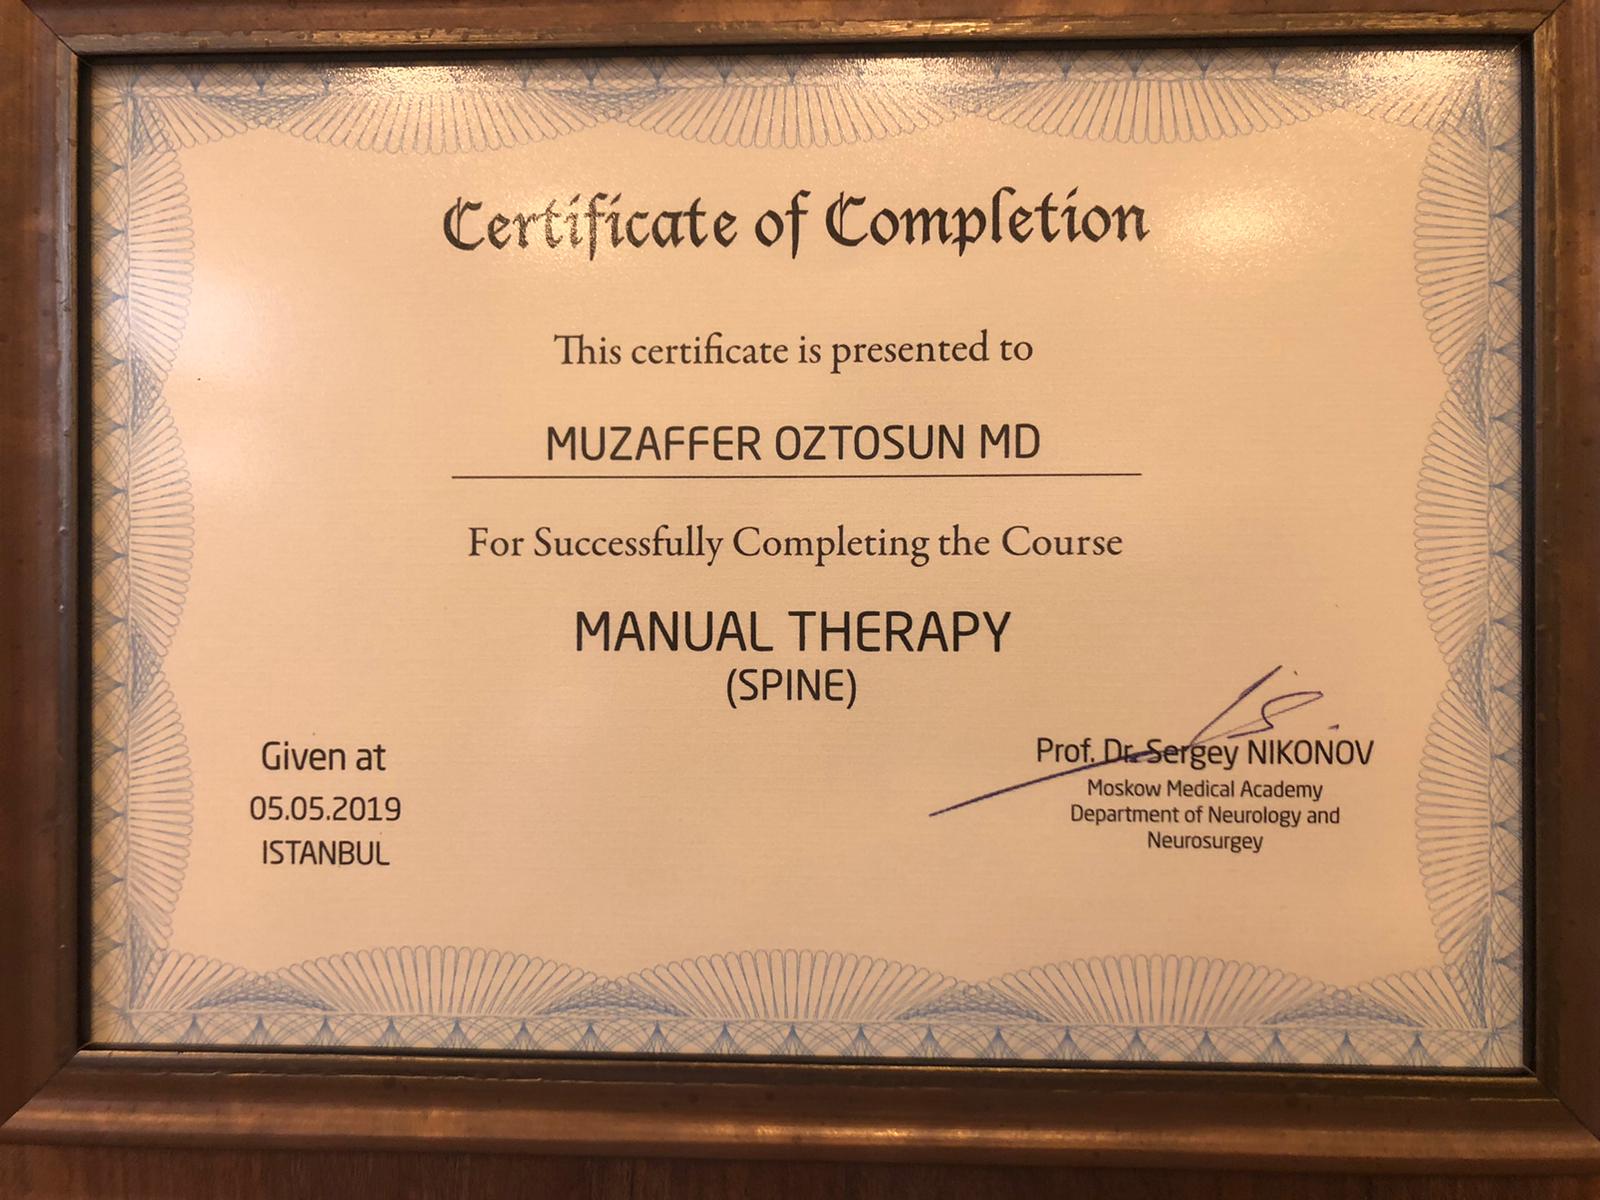 Certificate of Completion
This certificate is presented to
MUZAFFER OZTOSUN MD
For Successfully Completing the Course
MANUAL THERAPY
(SPINE)
Given at
05.05.2019
ISTANBUL
Prof. Dr. Sergey NIKONOV
Moskow Medical Academy
Department of Neurology and
Neurosurgey